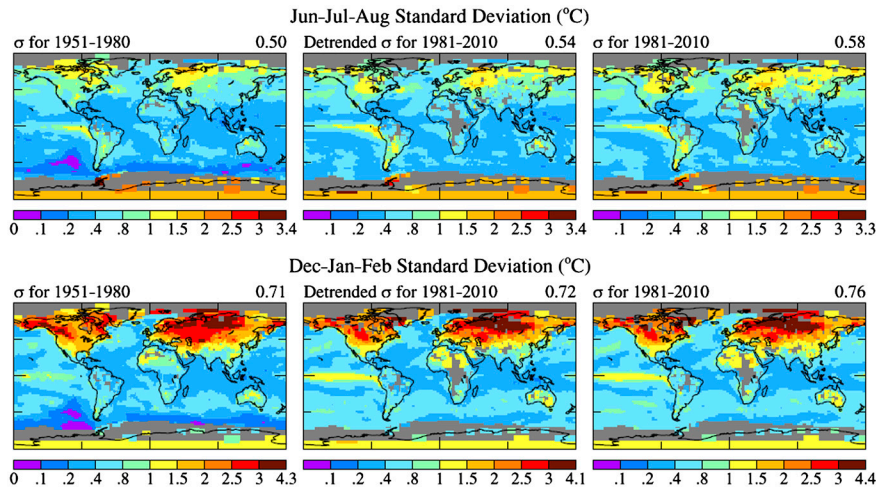 Jun-Jul-Aug Standard Deviation (°C)
σ for 1951-1980 0.50 Detrended σ for 1981-2010 0.54 σ for 1981-2010 0.58
0 .1 .2 .4 .8 1 1.5 2 2.5 3 3.4 .1 .2 .4 .8 1 1.5 2 2.5 3 3.4 .1 .2 .4 .8 1 1.5 2 2.5 3 3.3
Dec-Jan-Feb Standard Deviation (°C)
σ for 1951-1980 0.71 Detrended σ for 1981-2010 0.72 σ for 1981-2010 0.76
0 .1 .2 .4 .8 1 1.5 2 2.5 3 4.3 .1 .2 .4 .8 1 1.5 2 2.5 3 4.1 .1 .2 .4 .8 1 1.5 2 2.5 3 4.4